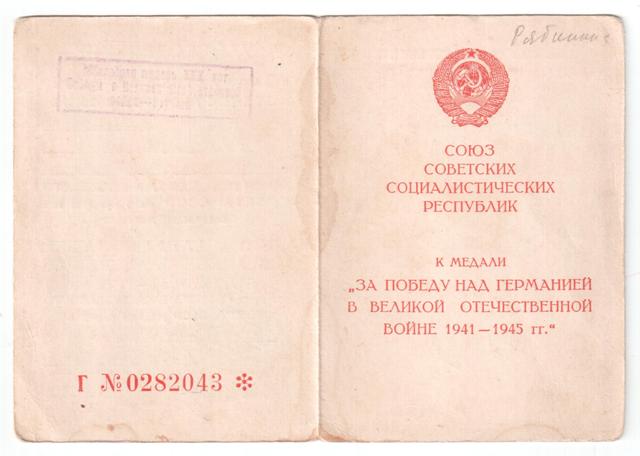 Г №0282043 *
СОЮЗ
СОВЕТСКИХ
СОЦИАЛИСТИЧЕСКИХ
РЕСПУБЛИК
К МЕДАЛИ
„ЗА ПОБЕДУ НАД ГЕРМАНИЕЙ
В ВЕЛИКОЙ ОТЕЧЕСТВЕННОЙ
ВОЙНЕ 1941—1945 гг.“